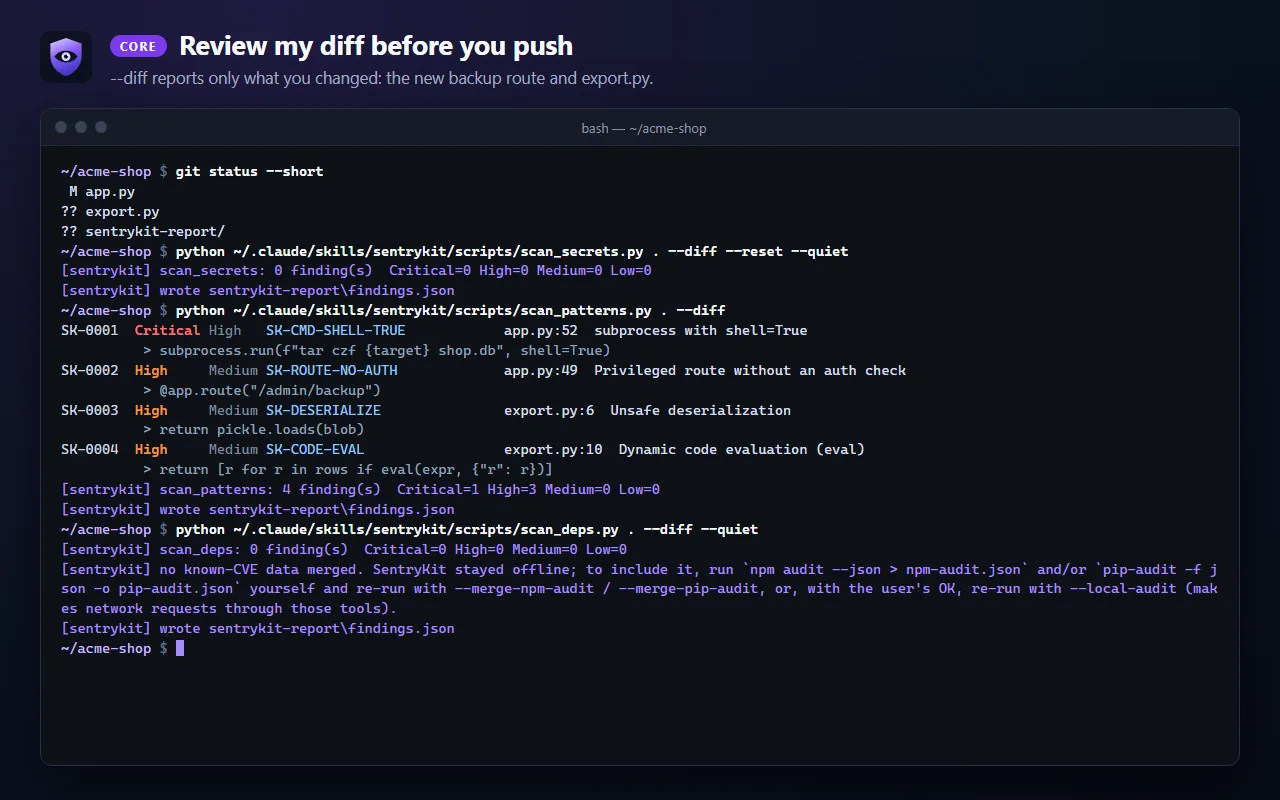 CORE Review my diff before you push
--diff reports only what you changed: the new backup route and export.py.
bash — ~/acme-shop
~/acme-shop $ git status --short
 M app.py
?? export.py
?? sentrykit-report/
~/acme-shop $ python ~/.claude/skills/sentrykit/scripts/scan_secrets.py . --diff --reset --quiet
[sentrykit] scan_secrets: 0 finding(s)  Critical=0 High=0 Medium=0 Low=0
[sentrykit] wrote sentrykit-report\findings.json
~/acme-shop $ python ~/.claude/skills/sentrykit/scripts/scan_patterns.py . --diff
SK-0001  Critical High   SK-CMD-SHELL-TRUE            app.py:52  subprocess with shell=True
          > subprocess.run(f"tar czf {target} shop.db", shell=True)
SK-0002  High     Medium SK-ROUTE-NO-AUTH             app.py:49  Privileged route without an auth check
          > @app.route("/admin/backup")
SK-0003  High     Medium SK-DESERIALIZE               export.py:6  Unsafe deserialization
          > return pickle.loads(blob)
SK-0004  High     Medium SK-CODE-EVAL                 export.py:10  Dynamic code evaluation (eval)
          > return [r for r in rows if eval(expr, {"r": r})]
[sentrykit] scan_patterns: 4 finding(s)  Critical=1 High=3 Medium=0 Low=0
[sentrykit] wrote sentrykit-report\findings.json
~/acme-shop $ python ~/.claude/skills/sentrykit/scripts/scan_deps.py . --diff --quiet
[sentrykit] scan_deps: 0 finding(s)  Critical=0 High=0 Medium=0 Low=0
[sentrykit] no known-CVE data merged. SentryKit stayed offline; to include it, run `npm audit --json > npm-audit.json` and/or `pip-audit -f j
son -o pip-audit.json` yourself and re-run with --merge-npm-audit / --merge-pip-audit, or, with the user's OK, re-run with --local-audit (mak
es network requests through those tools).
[sentrykit] wrote sentrykit-report\findings.json
~/acme-shop $